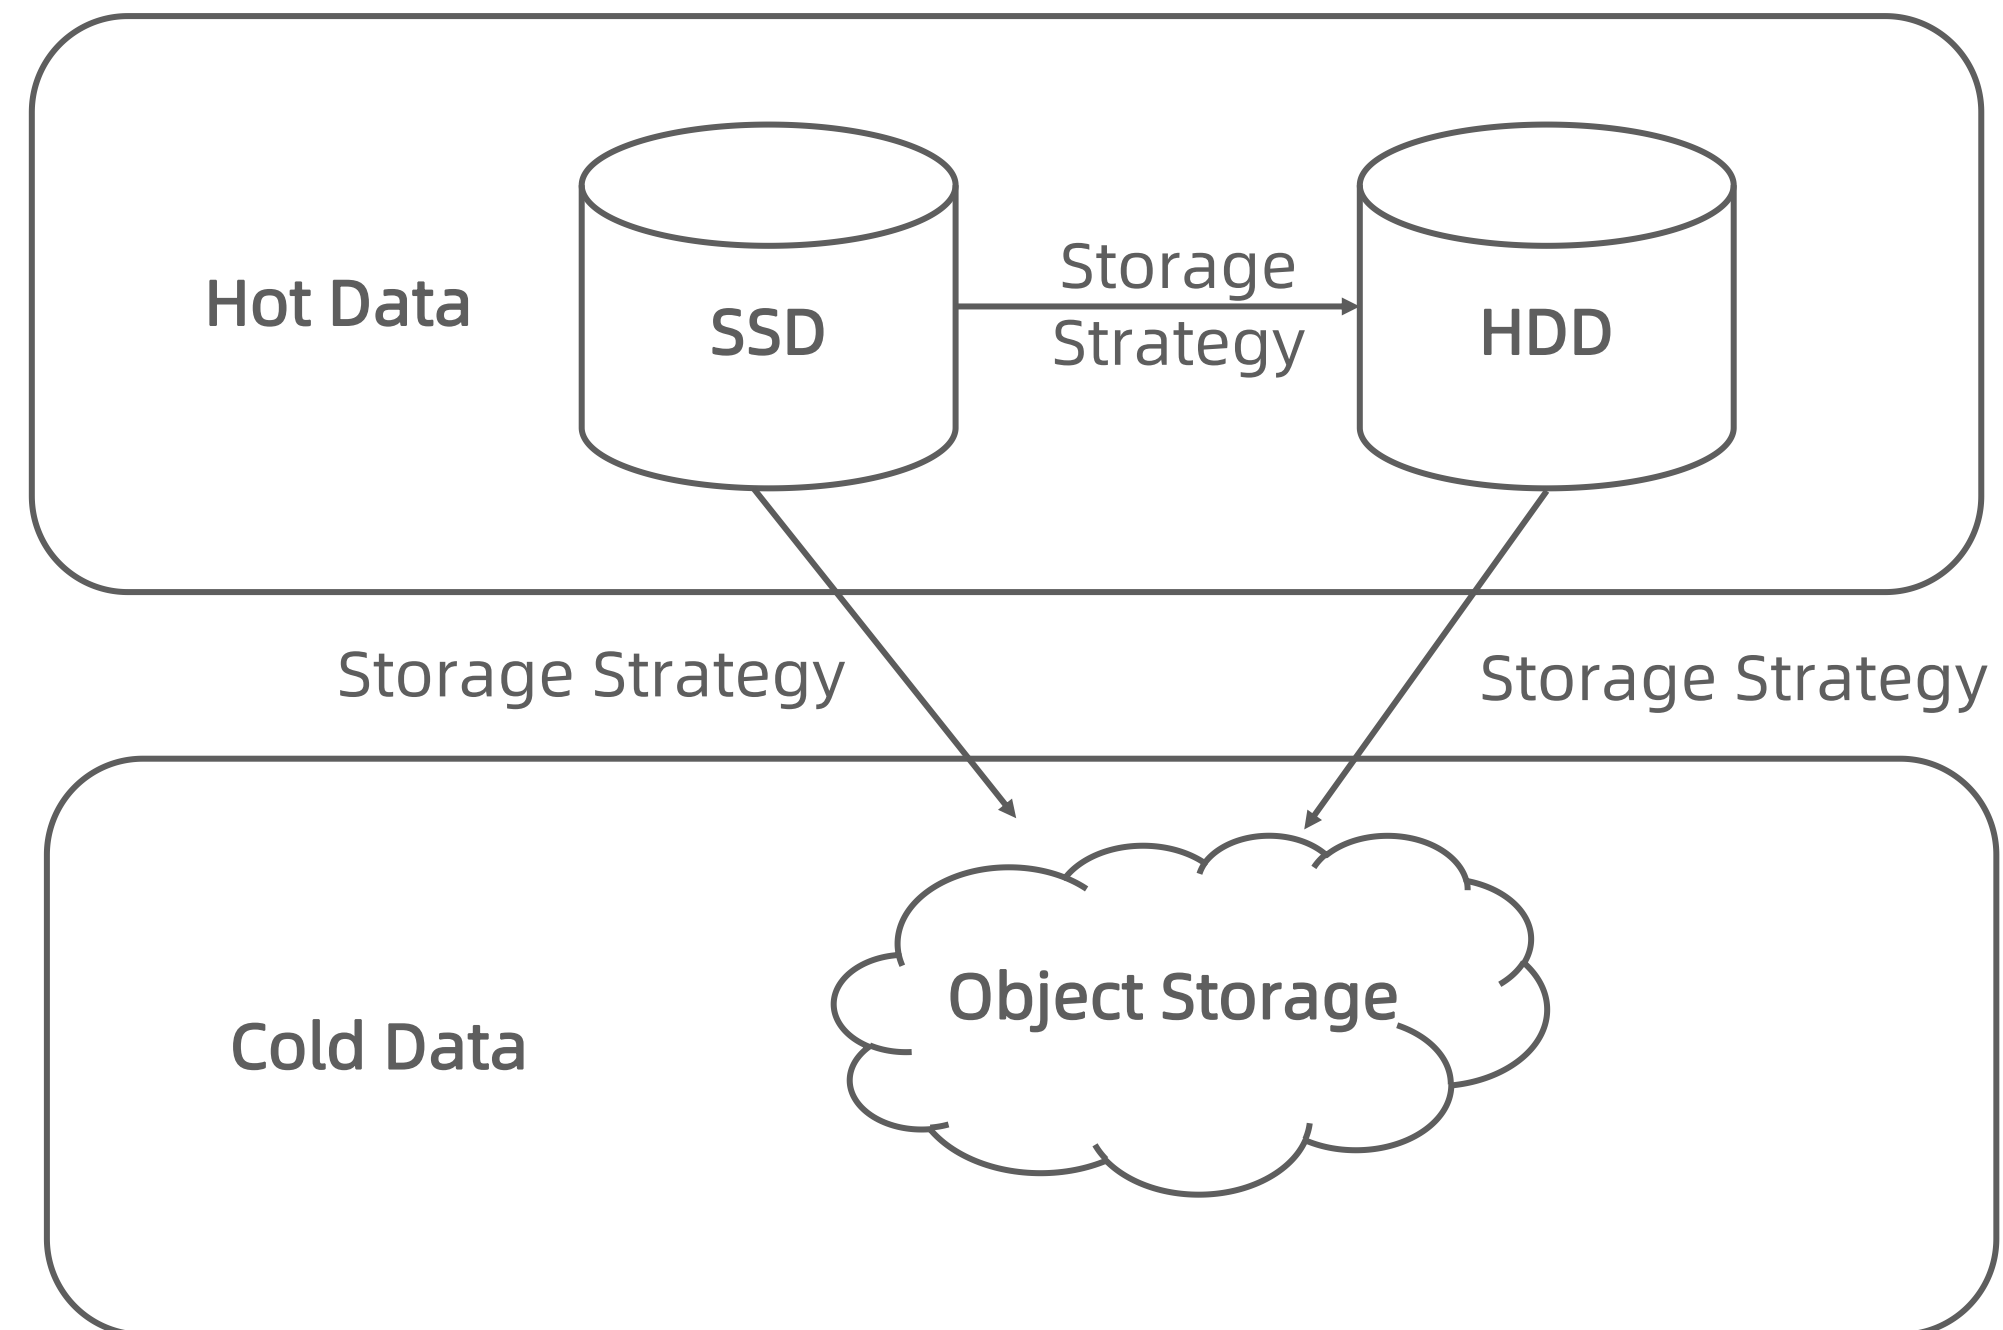 Hot Data
SSD
Storage
Strategy
HDD
Storage Strategy
Storage Strategy
Cold Data
Object Storage